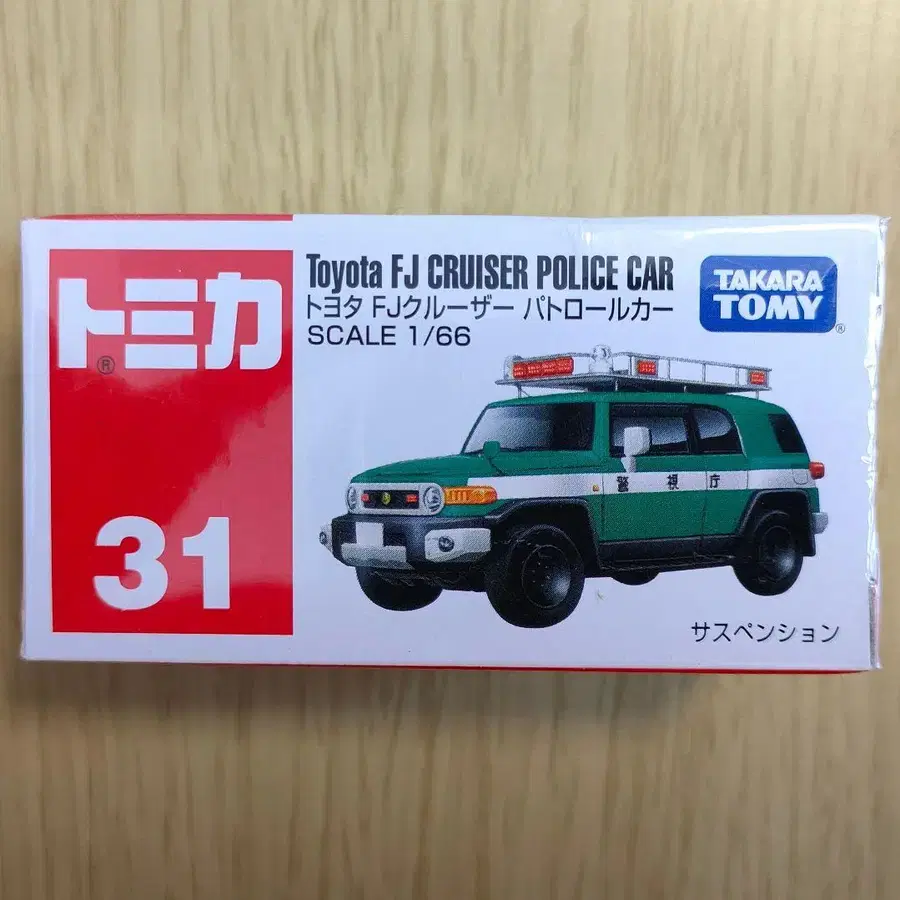 トミカ®
31
Toyota FJ CRUISER POLICE CAR
トヨタ FJクルーザー パトロールカー
SCALE 1/66
TAKARA
TOMY®
警視庁
サスペンション